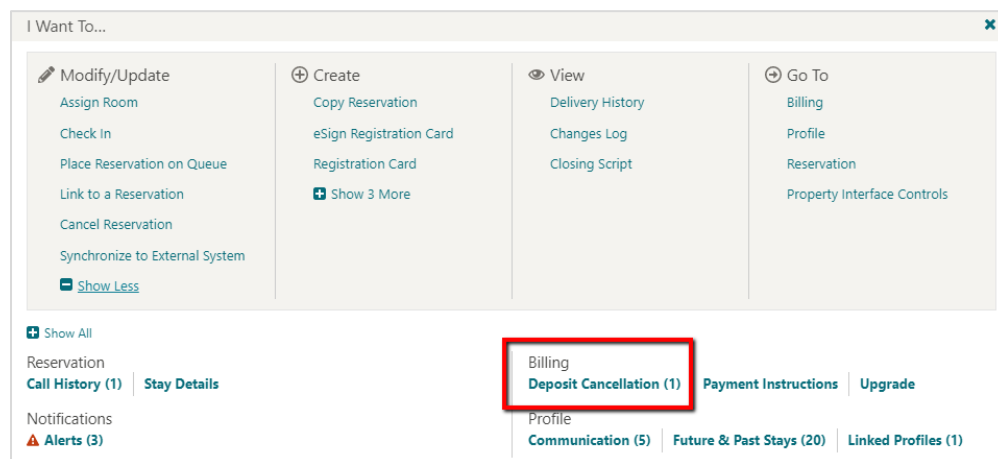 I Want To...
Modify/Update
Assign Room
Check In
Place Reservation on Queue
Link to a Reservation
Cancel Reservation
Synchronize to External System
Show Less
Create
Copy Reservation
eSign Registration Card
Registration Card
Show 3 More
View
Delivery History
Changes Log
Closing Script
Go To
Billing
Profile
Reservation
Property Interface Controls
Show All
Reservation
Call History (1) Stay Details
Billing
Deposit Cancellation (1) Payment Instructions Upgrade
Notifications
Alerts (3)
Profile
Communication (5) Future & Past Stays (20) Linked Profiles (1)